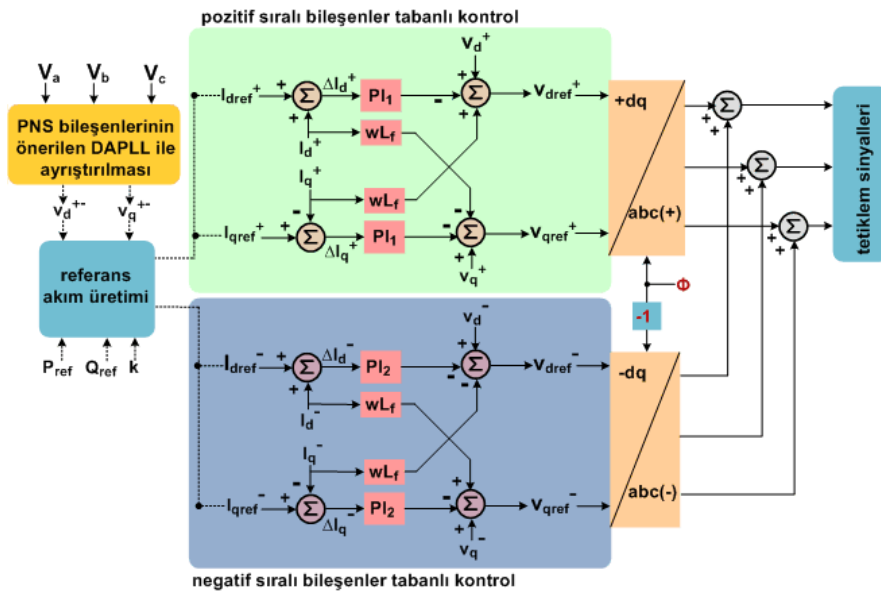 pozitif sıralı bileşenler tabanlı kontrol
Va Vb Vc
PNS bileşenlerinin
önerilen DAPLL ile
ayrıştırılması
vd+- vq+-
referans
akım üretimi
Pref Qref k
Idref+ + + ΔId+ PI1 - + + vd+ vdref+
Id+ wLf
Iq+ wLf
Iqref+ + - ΔIq+ PI1 - - + vq+ vqref+
+dq
abc(+)
Φ
-1
+ +
+ +
+ +
Σ Σ Σ Σ Σ Σ Σ
tetiklem sinyalleri
Idref- + + ΔId- PI2 - + - vd- vdref-
Id- wLf
Iq- wLf
Iqref- + - ΔIq- PI2 - + + vq- vqref-
Σ Σ Σ Σ
-dq
abc(-)
negatif sıralı bileşenler tabanlı kontrol